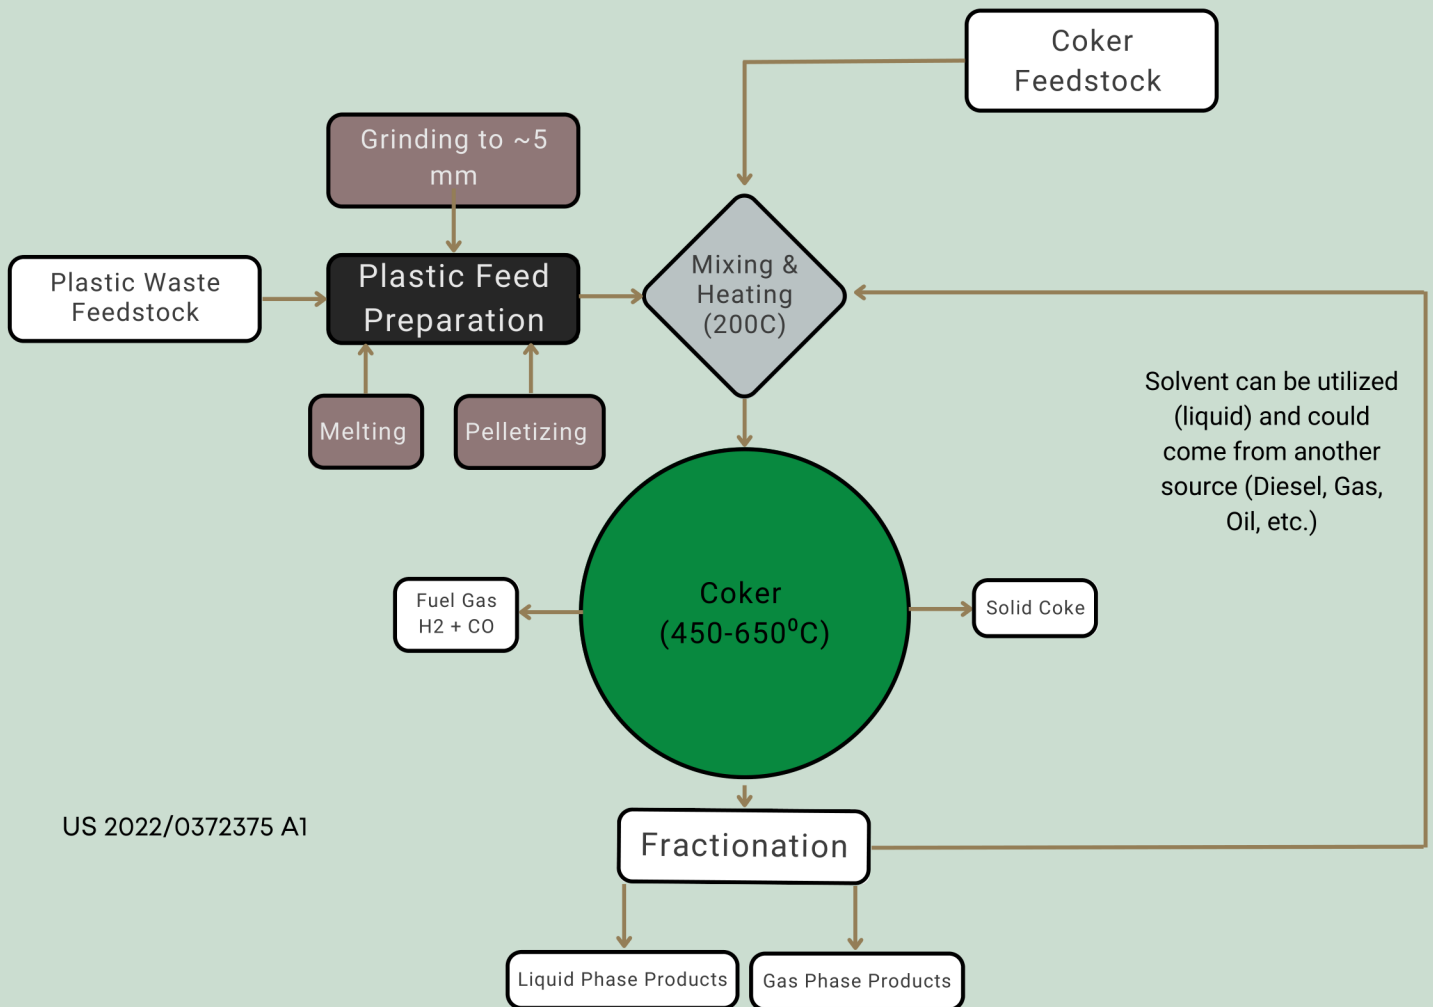 Coker
Feedstock
Grinding to ~5
mm
Plastic Waste
Feedstock
Plastic Feed
Preparation
Mixing &
Heating
(200C)
Melting
Pelletizing
Solvent can be utilized
(liquid) and could
come from another
source (Diesel, Gas,
Oil, etc.)
Fuel Gas
H2 + CO
Coker
(450-650⁰C)
Solid Coke
US 2022/0372375 A1
Fractionation
Liquid Phase Products
Gas Phase Products